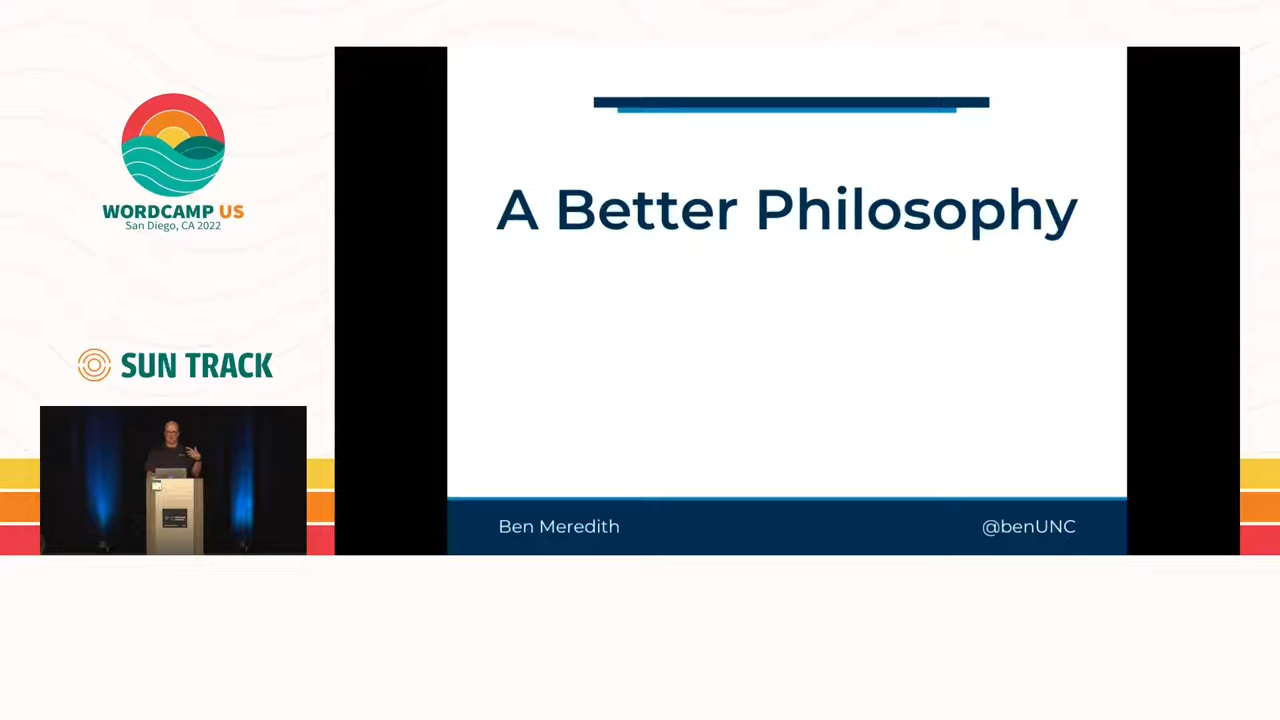 WORDCAMP US
San Diego, CA 2022
SUN TRACK
A Better Philosophy
Ben Meredith
@benUNC